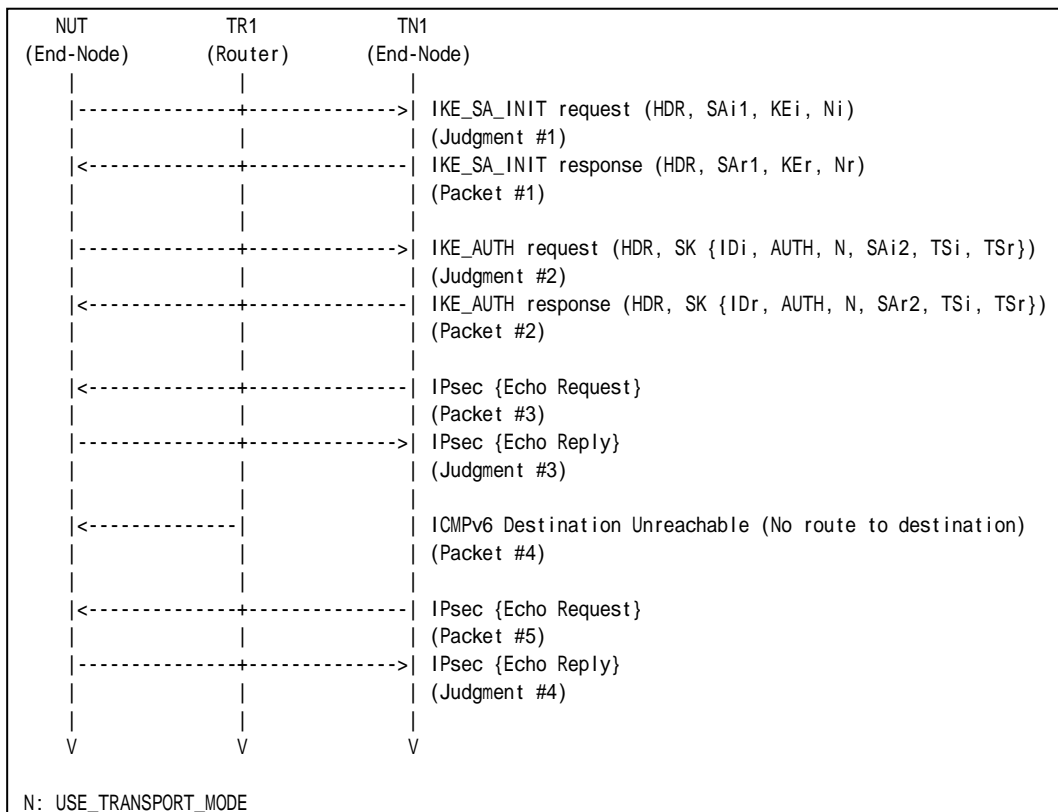 NUT TR1 TN1
(End-Node) (Router) (End-Node)
| | |
|---------------+-------------->| IKE_SA_INIT request (HDR, SAi1, KEi, Ni)
| | | (Judgment #1)
|<--------------+---------------| IKE_SA_INIT response (HDR, SAr1, KEr, Nr)
| | | (Packet #1)
| | |
|---------------+-------------->| IKE_AUTH request (HDR, SK {IDi, AUTH, N, SAi2, TSi, TSr})
| | | (Judgment #2)
|<--------------+---------------| IKE_AUTH response (HDR, SK {IDr, AUTH, N, SAr2, TSi, TSr})
| | | (Packet #2)
| | |
|<--------------+---------------| IPsec {Echo Request}
| | | (Packet #3)
|---------------+-------------->| IPsec {Echo Reply}
| | | (Judgment #3)
| | |
|<--------------| | ICMPv6 Destination Unreachable (No route to destination)
| | | (Packet #4)
| | |
|<--------------+---------------| IPsec {Echo Request}
| | | (Packet #5)
|---------------+-------------->| IPsec {Echo Reply}
| | | (Judgment #4)
| | |
V V V
N: USE_TRANSPORT_MODE